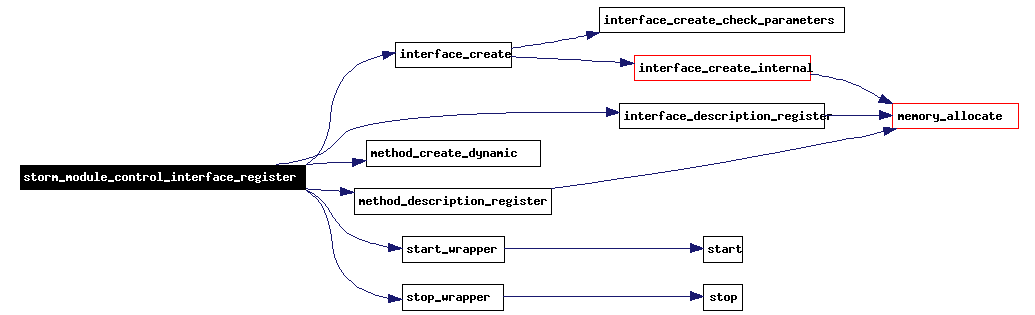 interface_create_check_parameters
interface_create
interface_create_internal
interface_description_register
memory_allocate
method_create_dynamic
storm_module_control_interface_register
method_description_register
start_wrapper
start
stop_wrapper
stop